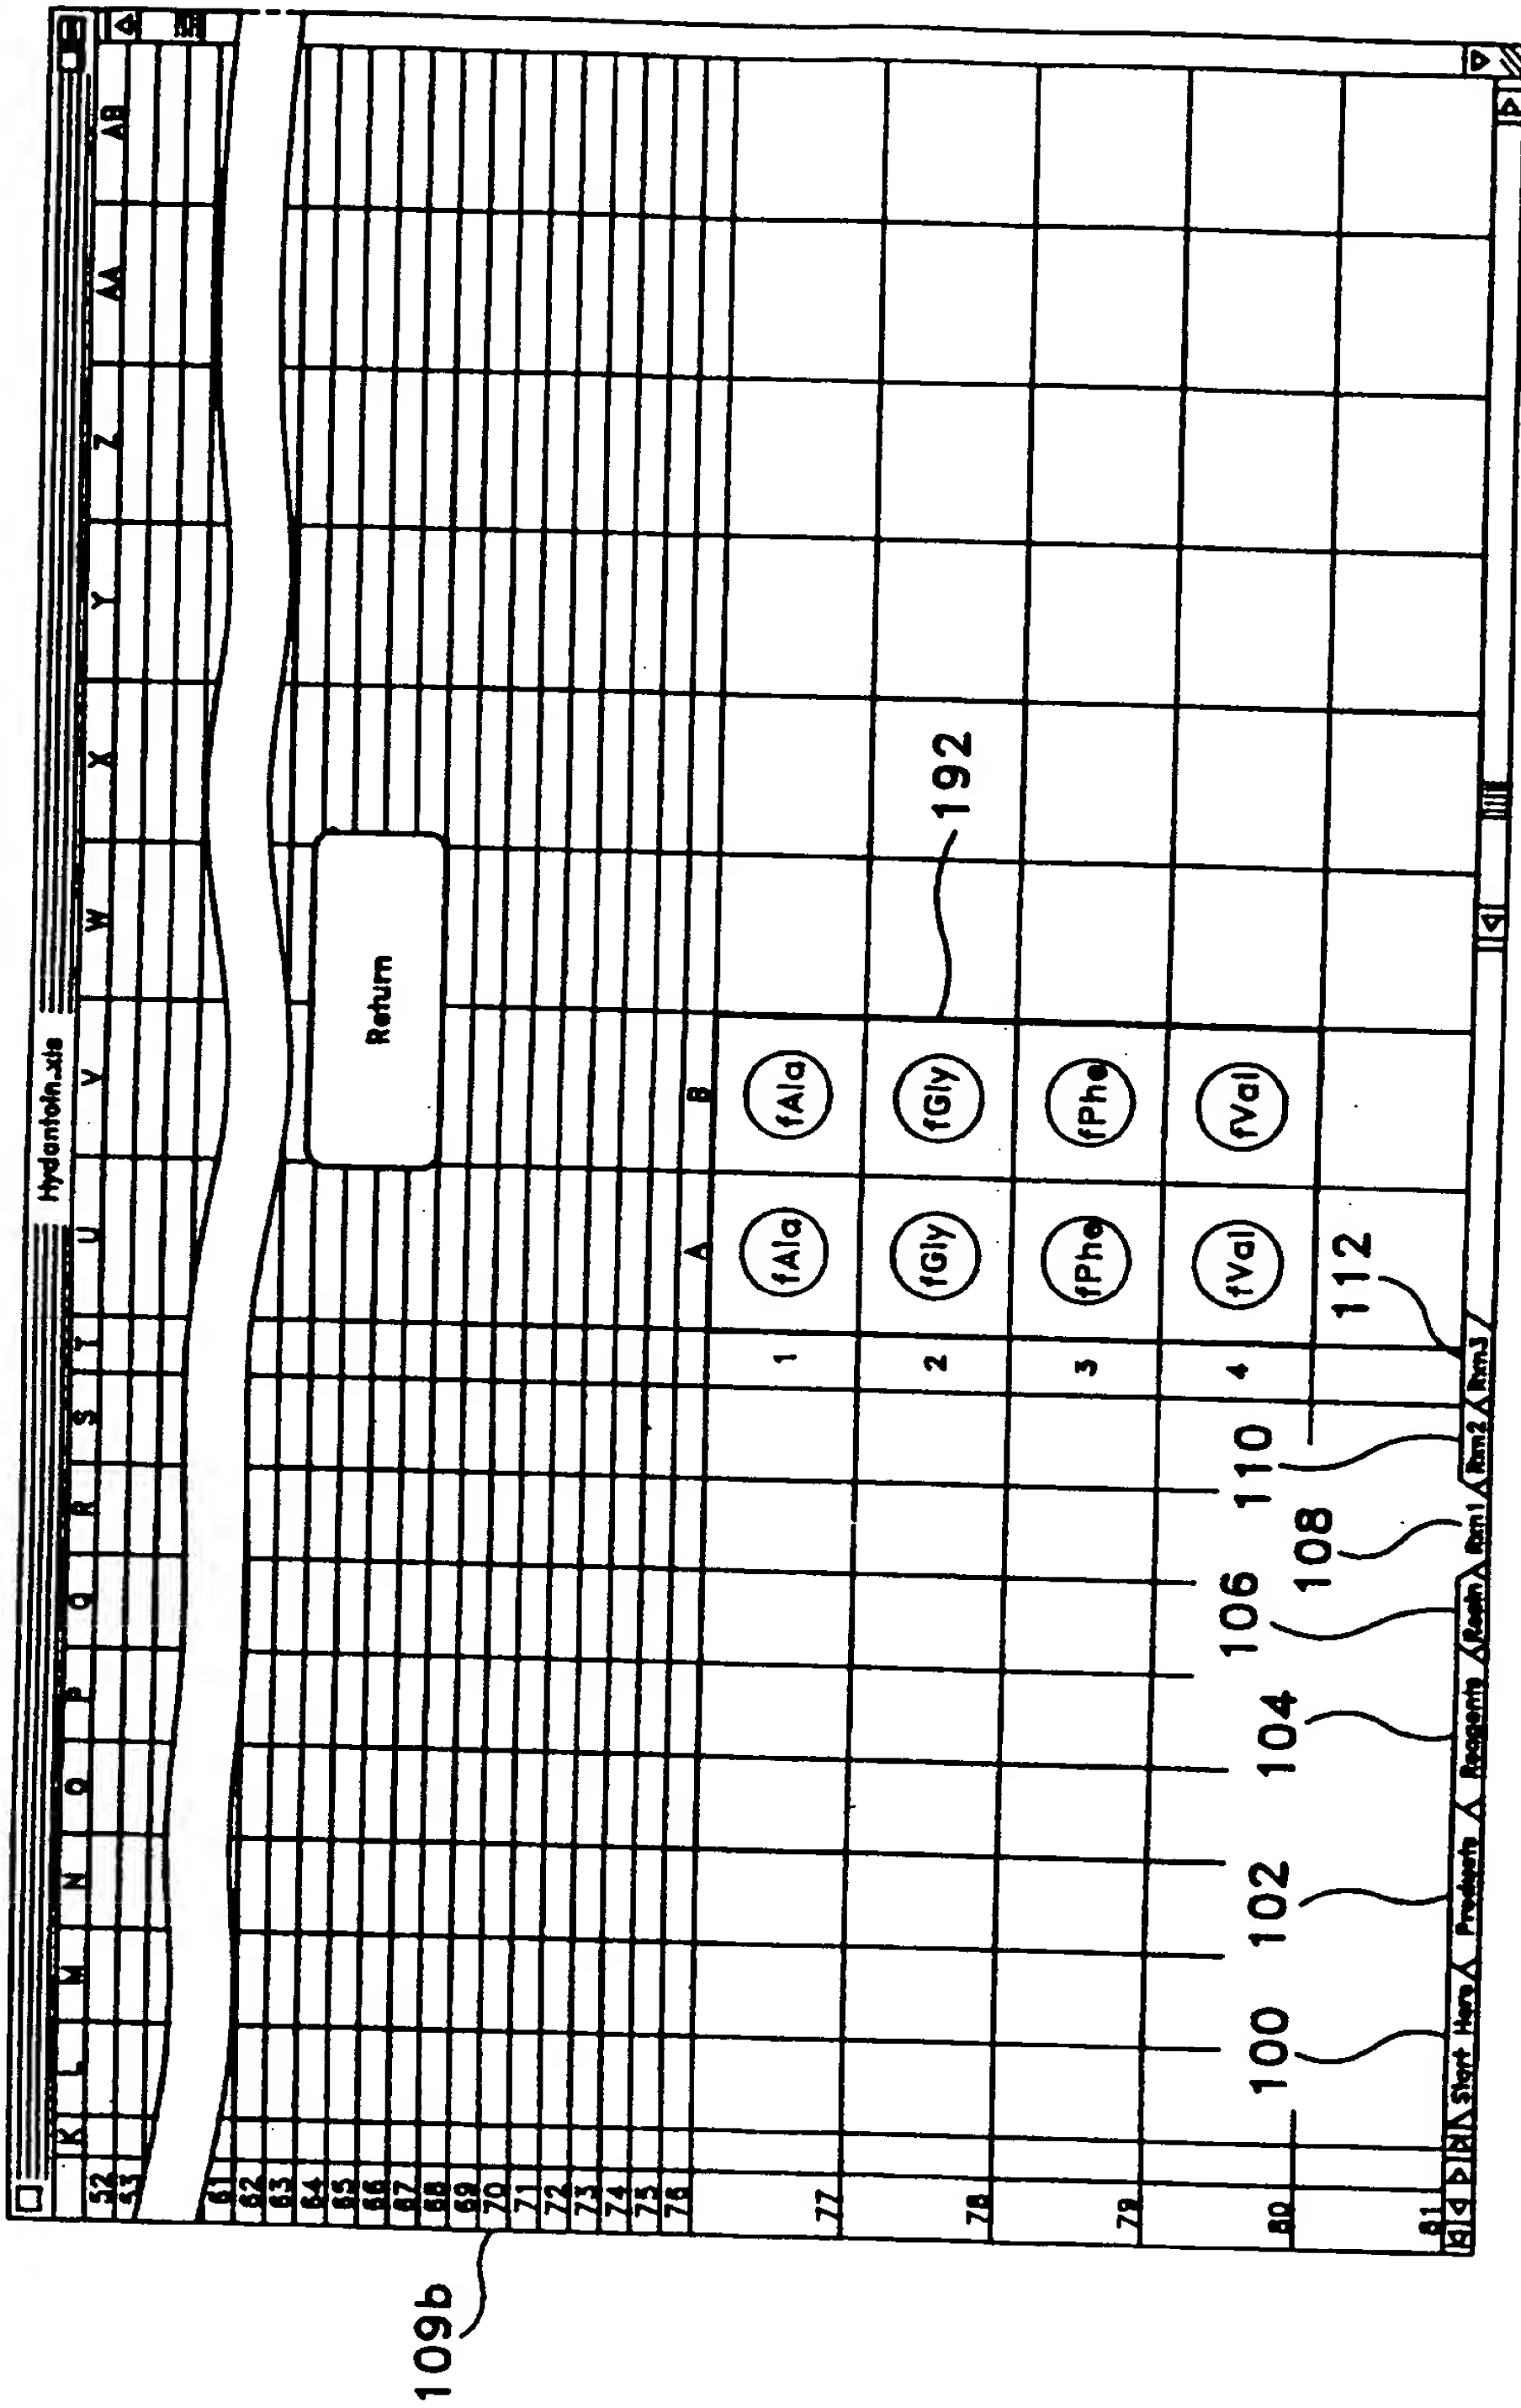 Hydantoin.xls
K L M N O P Q R S T U V W X Y Z AA AB
52
53
61
62
63
64
65
66
67
68
69
70
71
72
73
74
75
76
Return
A B
77 1 fAla fAla
78 2 fGly fGly
79 3 fPhe fPhe
80 4 fVal fVal
81
192
109b
100 102 104 106 108 110 112
Start Here Products Reagents Resin Rxn1 Rxn2 Rxn3